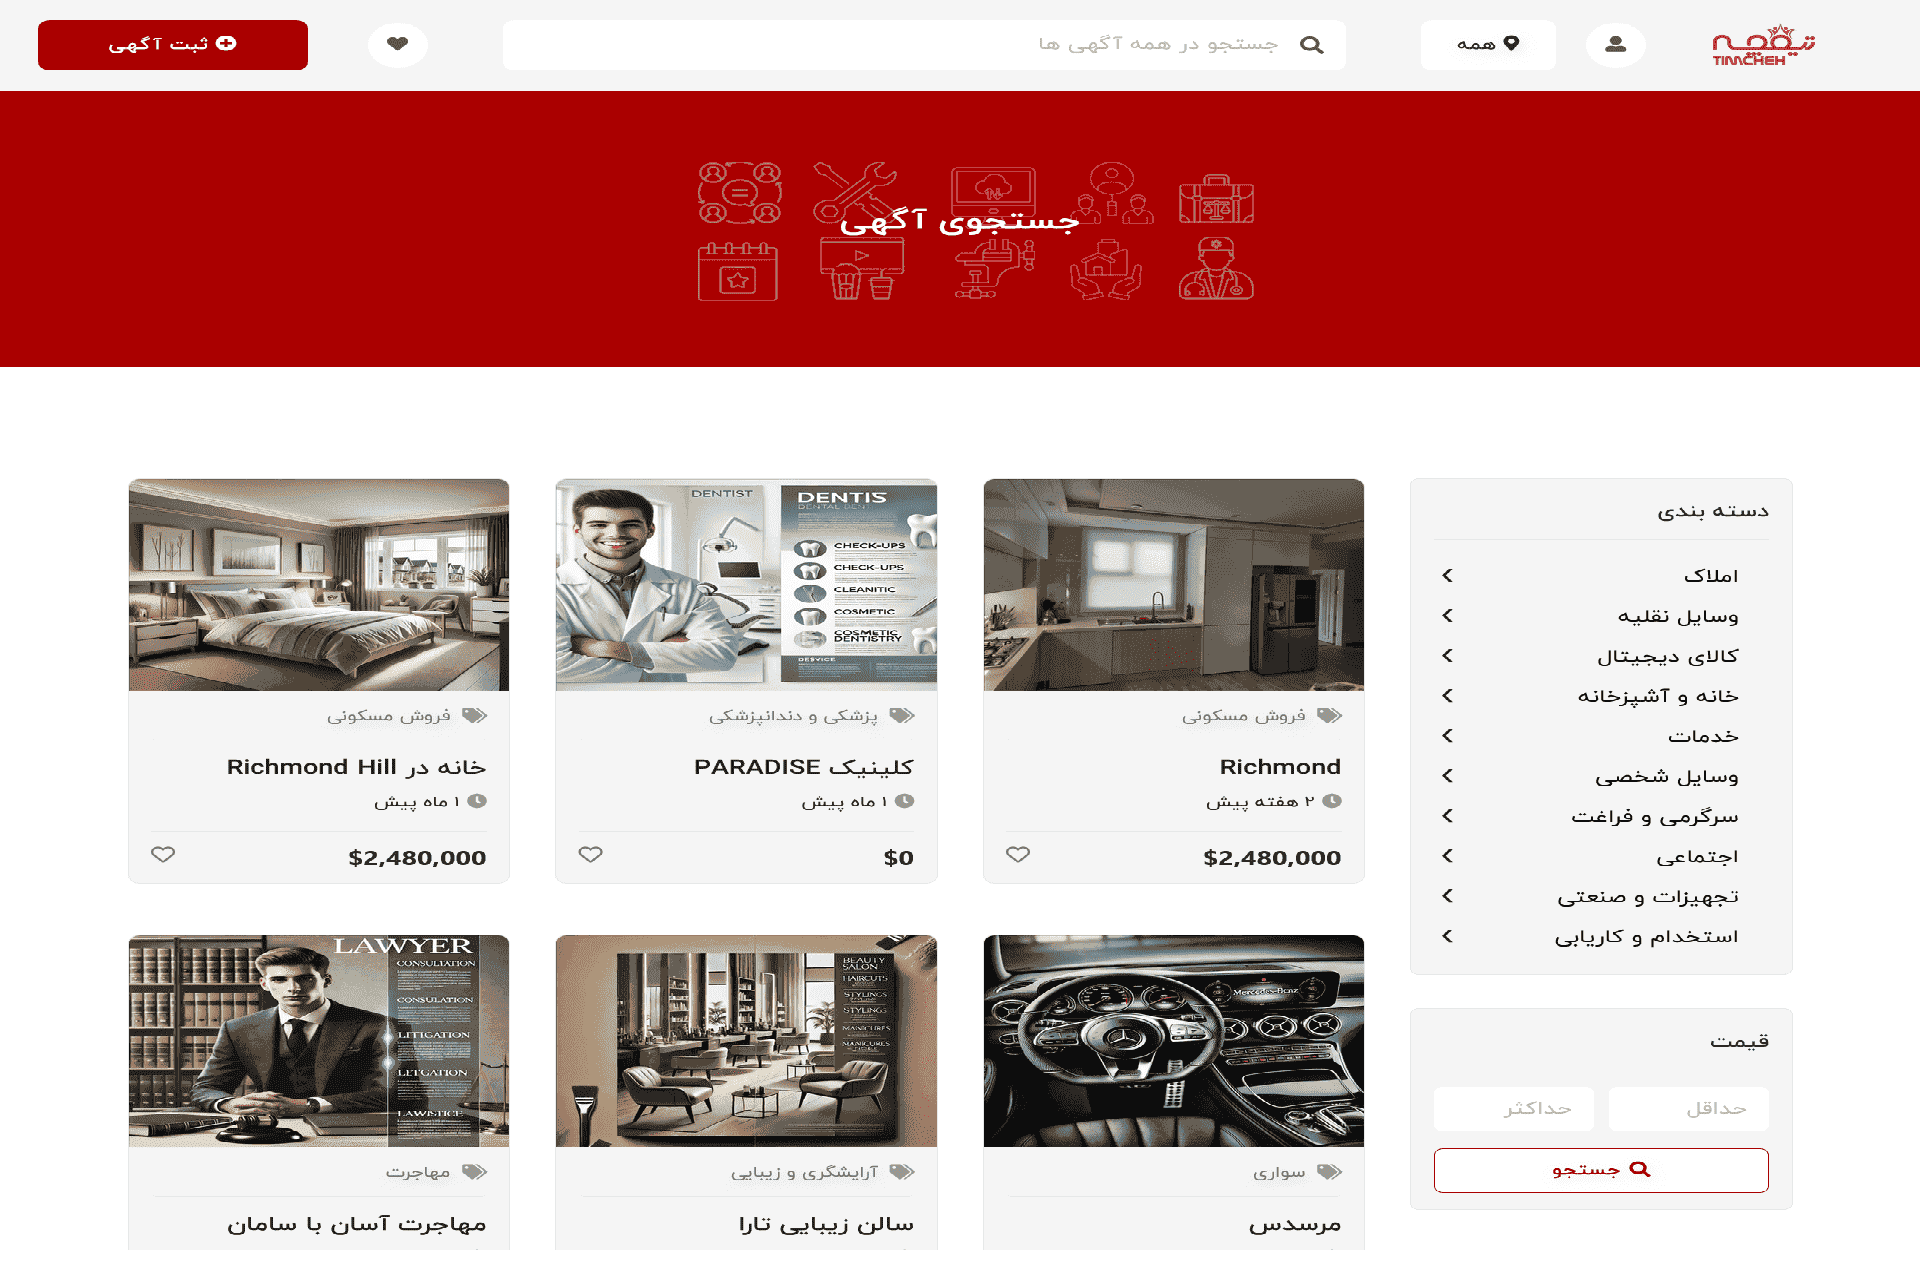 تیمچه
TIMCHEH
همه
جستجو در همه آگهی ها
ثبت آگهی
جستجوی آگهی
دسته بندی
املاک
وسایل نقلیه
کالای دیجیتال
خانه و آشپزخانه
خدمات
وسایل شخصی
سرگرمی و فراغت
اجتماعی
تجهیزات و صنعتی
استخدام و کاریابی
قیمت
حداقل
حداکثر
جستجو
فروش مسکونی
Richmond
۲ هفته پیش
$2,480,000
DENTIST
DENTIS
DENTAL DENT
CHECK-UPS
CHECK-UPS
CLEANITIC
COSMETIC
COSMETIC
DENTISTRY
DESVICE
پزشکی و دندانپزشکی
کلینیک PARADISE
۱ ماه پیش
$0
فروش مسکونی
خانه در Richmond Hill
۱ ماه پیش
$2,480,000
Mercedes-Benz
سواری
مرسدس
BEAUTY
SALON
HAIRCUTS
STYLINGS
STYLING
MANICURES
MANICURES
آرایشگری و زیبایی
سالن زیبایی تارا
LAWYER
CONSULTATION
CONSULATION
LITIGATION
LETGATION
LAWISTICE
مهاجرت
مهاجرت آسان با سامان